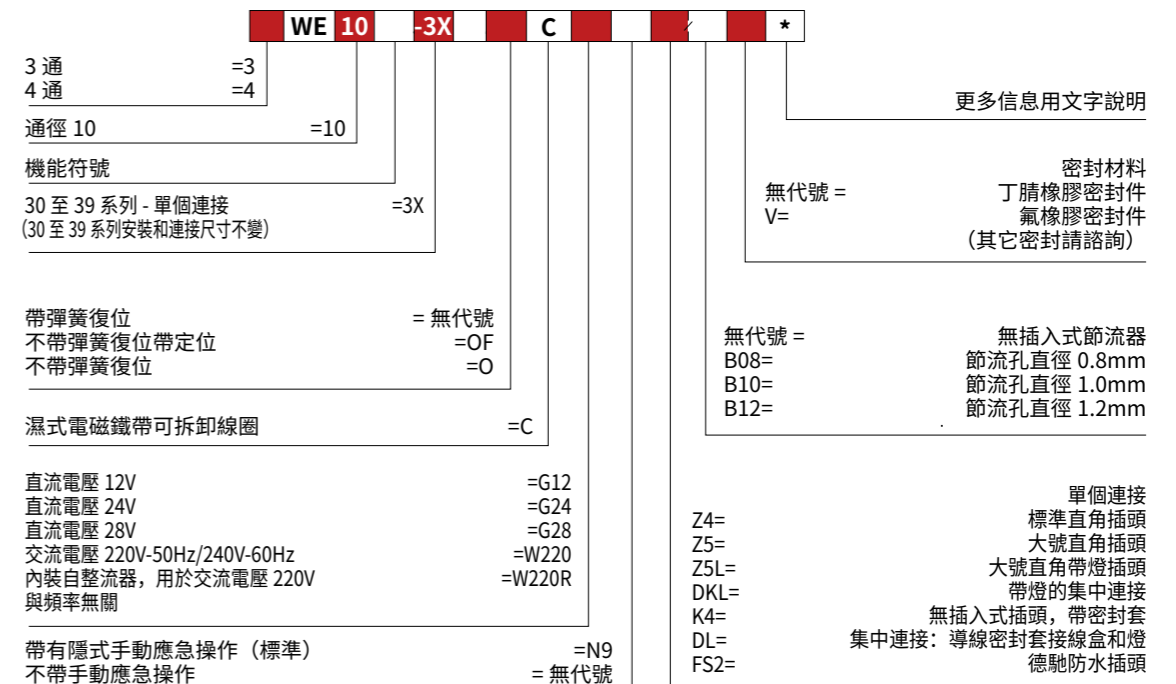 WE 10 -3X C / *
3 通 =3
4 通 =4
通徑 10 =10
機能符號
30 至 39 系列 - 單個連接 =3X
（30 至 39 系列安裝和連接尺寸不變）
帶彈簧復位 = 無代號
不帶彈簧復位帶定位 =OF
不帶彈簧復位 =O
濕式電磁鐵帶可拆卸線圈 =C
直流電壓 12V =G12
直流電壓 24V =G24
直流電壓 28V =G28
交流電壓 220V-50Hz/240V-60Hz =W220
內裝自整流器，用於交流電壓 220V =W220R
與頻率無關
帶有隱式手動應急操作（標準） =N9
不帶手動應急操作 = 無代號
更多信息用文字說明
密封材料
無代號 = 丁腈橡膠密封件
V= 氟橡膠密封件
（其它密封請諮詢）
無代號 = 無插入式節流器
B08= 節流孔直徑 0.8mm
B10= 節流孔直徑 1.0mm
B12= 節流孔直徑 1.2mm
單個連接
Z4= 標準直角插頭
Z5= 大號直角插頭
Z5L= 大號直角帶燈插頭
DKL= 帶燈的集中連接
K4= 無插入式插頭，帶密封套
DL= 集中連接：導線密封套接線盒和燈
FS2= 德馳防水插頭